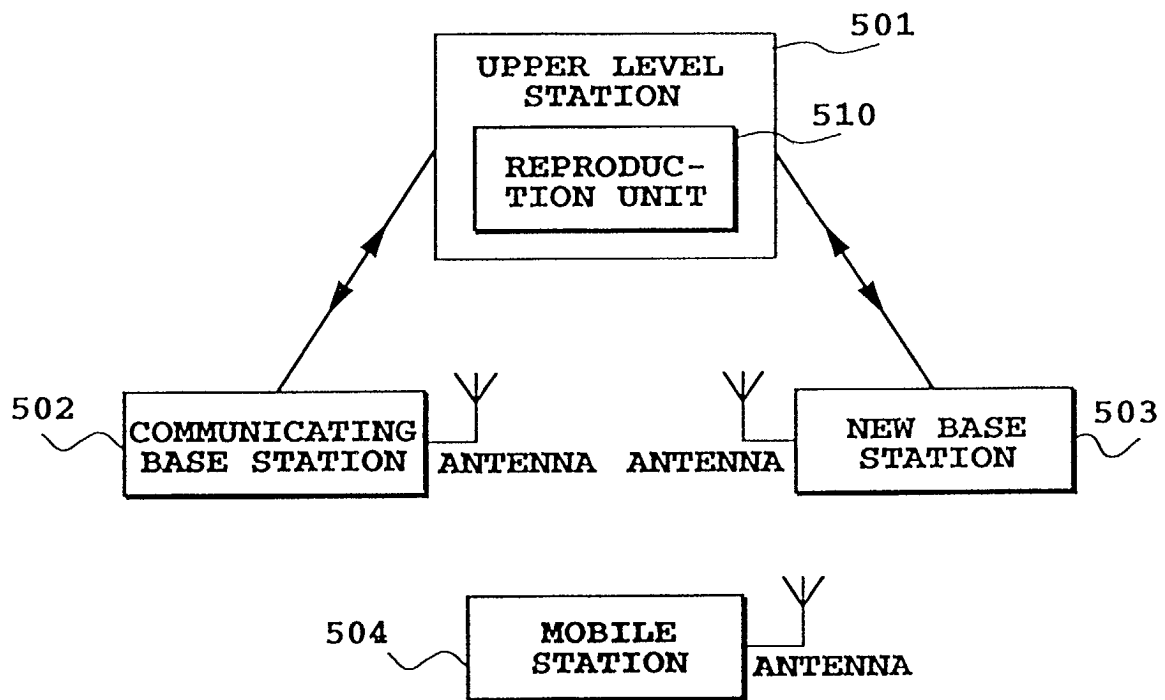 501
UPPER LEVEL
STATION
510
REPRODUC-
TION UNIT
502
COMMUNICATING
BASE STATION
ANTENNA
ANTENNA
NEW BASE
STATION
503
504
MOBILE
STATION
ANTENNA